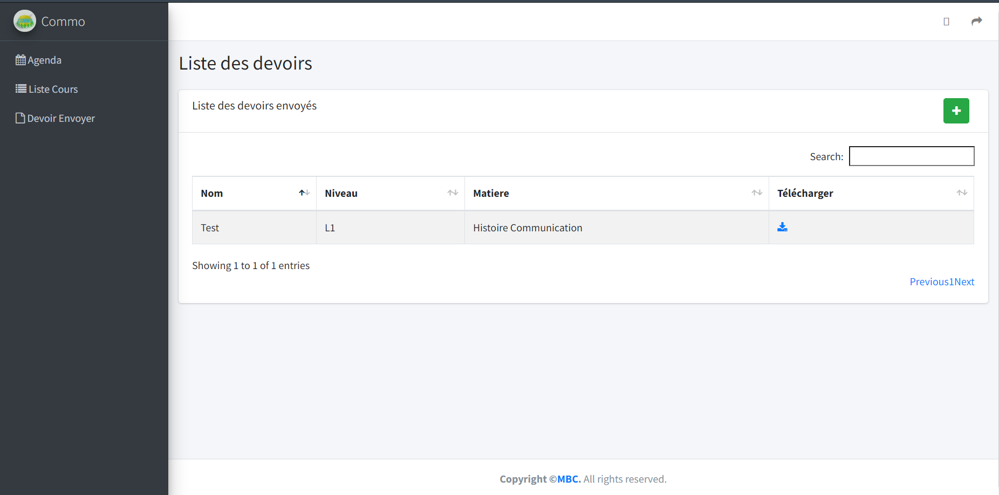 Commo
Agenda
Liste Cours
Devoir Envoyer
Liste des devoirs
Liste des devoirs envoyés
Search:
Nom Niveau Matiere Télécharger
Test L1 Histoire Communication
Showing 1 to 1 of 1 entries
Previous1Next
Copyright ©MBC. All rights reserved.